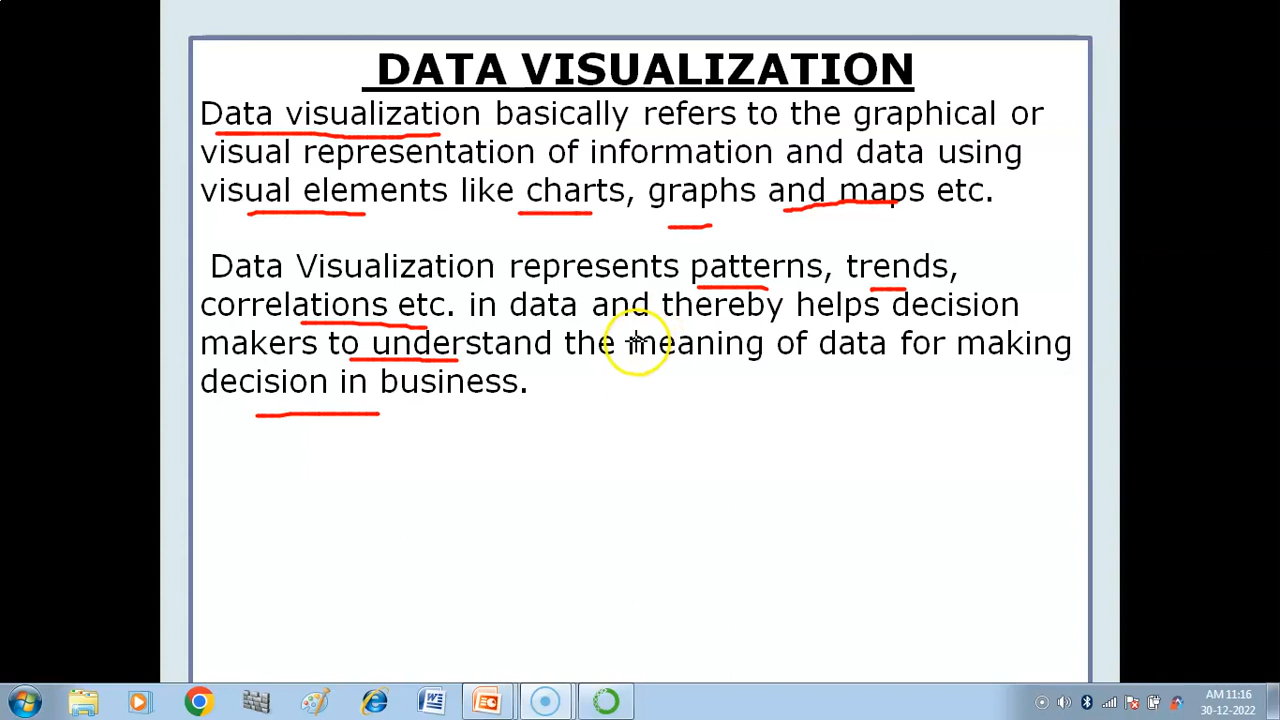 DATA VISUALIZATION
Data visualization basically refers to the graphical or
visual representation of information and data using
visual elements like charts, graphs and maps etc.
Data Visualization represents patterns, trends,
correlations etc. in data and thereby helps decision
makers to understand the meaning of data for making
decision in business.
AM 11:16
30-12-2022